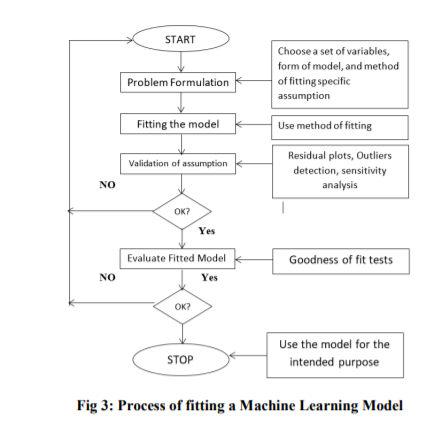 START
Choose a set of variables,
form of model, and method
of fitting specific
assumption
Problem Formulation
Fitting the model
Use method of fitting
Validation of assumption
Residual plots, Outliers
detection, sensitivity
analysis
NO
OK?
Yes
Evaluate Fitted Model
Goodness of fit tests
NO
Yes
OK?
STOP
Use the model for the
intended purpose
Fig 3: Process of fitting a Machine Learning Model